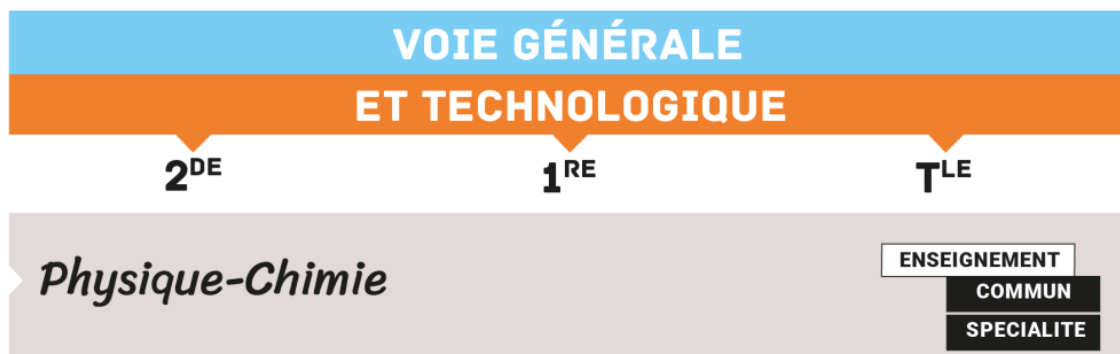 VOIE GÉNÉRALE
ET TECHNOLOGIQUE
2DE 1RE TLE
Physique-Chimie
ENSEIGNEMENT
COMMUN
SPECIALITE